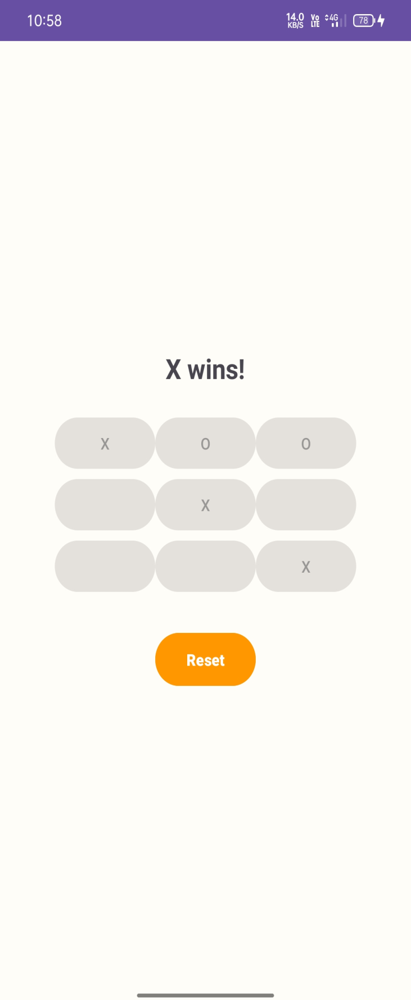 10:58 14.0 KB/S Vo LTE 4G 78
X wins!
X O O
X
X
Reset